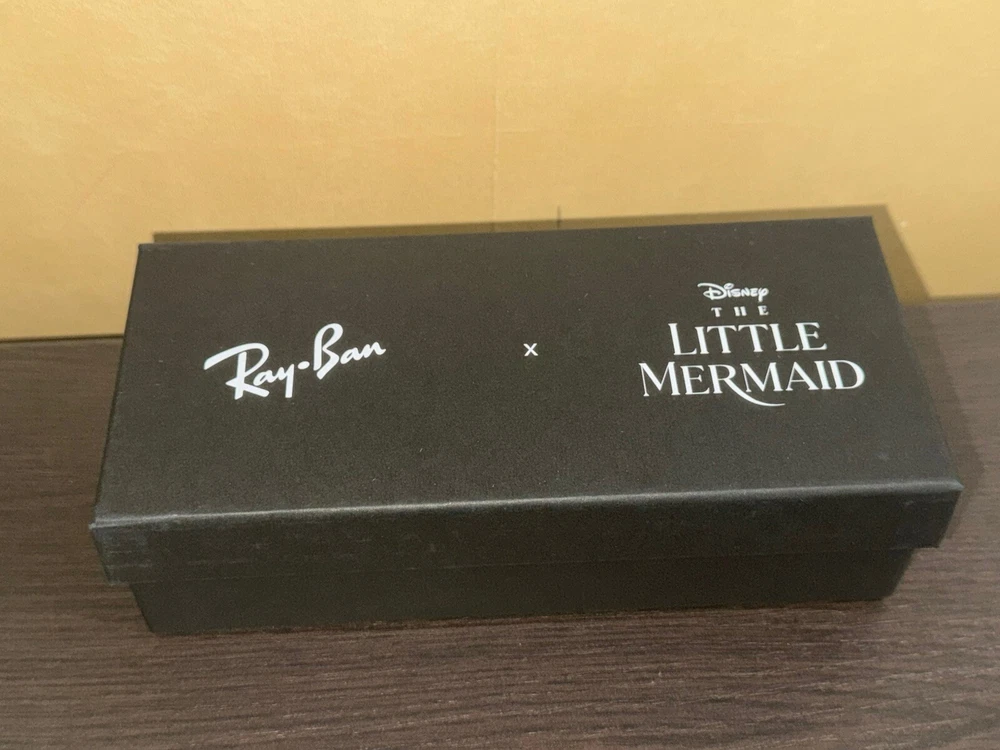 Ray-Ban
x
Disney
THE
LITTLE
MERMAID